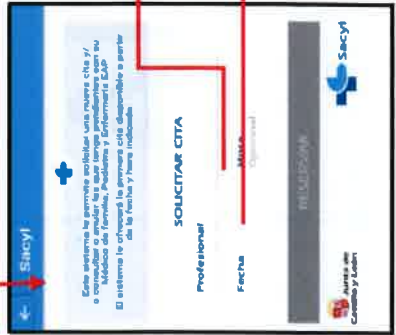 ← Sacyl
Este sistema le permite solicitar una nueva cita y/
o consultar o anular las que tenga pendientes con su
Médico de familia, Pediatra y Enfermería EAP
El sistema le ofrecerá la primera cita disponible a partir
de la fecha y hora indicada
SOLICITAR CITA
Profesional
Fecha
Hora
Opcional
RESERVAR
Junta de
Castilla y León
Sacyl